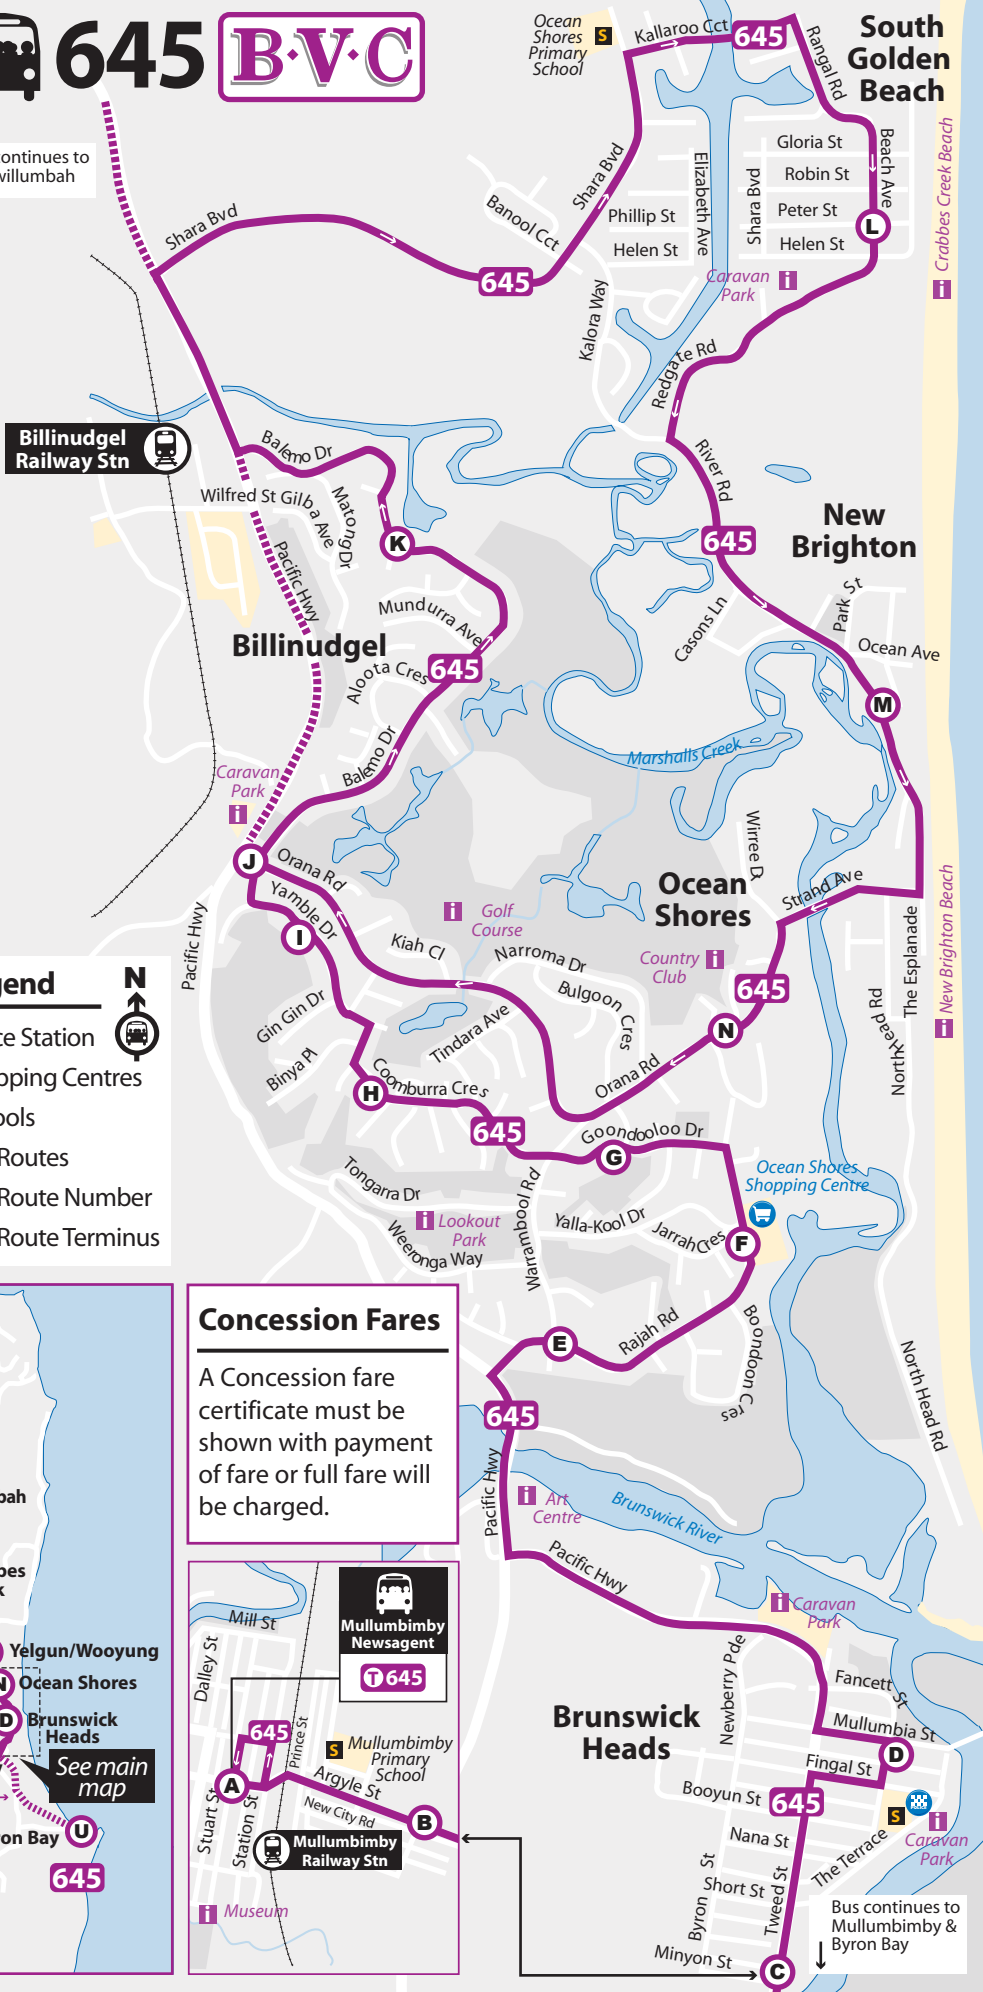 645
B·V·C
Ocean
Shores
Primary
School
S
Kallaroo Cct
645
Rangal Rd
South
Golden
Beach
continues to
willumbah
Shara Bvd
645
Banool Cct
Shara Bvd
Phillip St
Helen St
Elizabeth Ave
Shara Bvd
Gloria St
Robin St
Peter St
Helen St
Beach Ave
L
Crabbes Creek Beach
Caravan
Park
Kalora Way
Redgate Rd
River Rd
Billinudgel
Railway Stn
Balemo Dr
Wilfred St
Gilba Ave
Matong Dr
K
Pacific Hwy
645
New
Brighton
Casons Ln
Park St
Ocean Ave
Mundurra Ave
Billinudgel
Aloota Cres
645
Balemo Dr
M
Marshalls Creek
Caravan
Park
J
Orana Rd
Yamble Dr
I
Pacific Hwy
Kiah Cl
Golf
Course
Wirree Dr
Ocean
Shores
Strand Ave
New Brighton Beach
The Esplanade
North Head Rd
Country
Club
645
Narroma Dr
Bulgoon Cres
Tindara Ave
N
Orana Rd
Gin Gin Dr
Binya Pl
H
Coomburra Cres
645
Goondooloo Dr
G
gend
N
ce Station
pping Centres
ools
Routes
Route Number
Route Terminus
Tongarra Dr
Lookout
Park
Weeronga Way
Warrambool Rd
Yalla-Kool Dr
Jarrah Cres
Ocean Shores
Shopping Centre
F
Boondoon Cres
Rajah Rd
E
645
North Head Rd
Concession Fares
A Concession fare
certificate must be
shown with payment
of fare or full fare will
be charged.
Pacific Hwy
Art
Centre
Brunswick River
Pacific Hwy
Caravan
Park
bah
bes
k
Yelgun/Wooyung
N
Ocean Shores
D
Brunswick
Heads
See main
map
U
ron Bay
645
Mill St
Dalley St
Mullumbimby
Newsagent
T 645
645
Prince St
S
Mullumbimby
Primary
School
A
Argyle St
New City Rd
B
Stuart St
Station St
Mullumbimby
Railway Stn
Museum
Brunswick
Heads
Newberry Pde
Fancett St
Mullumbia St
D
Fingal St
Booyun St
645
S
Caravan
Park
Nana St
The Terrace
Short St
Byron St
Tweed St
Minyon St
C
Bus continues to
Mullumbimby &
Byron Bay